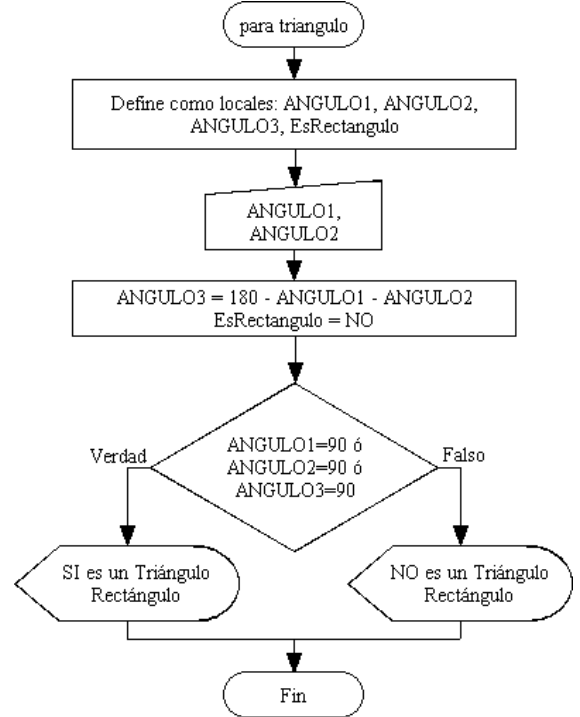 para triangulo
Define como locales: ANGULO1, ANGULO2,
ANGULO3, EsRectangulo
ANGULO1,
ANGULO2
ANGULO3 = 180 - ANGULO1 - ANGULO2
EsRectangulo = NO
Verdad
ANGULO1=90 ó
ANGULO2=90 ó
ANGULO3=90
Falso
SI es un Triángulo
Rectángulo
NO es un Triángulo
Rectángulo
Fin